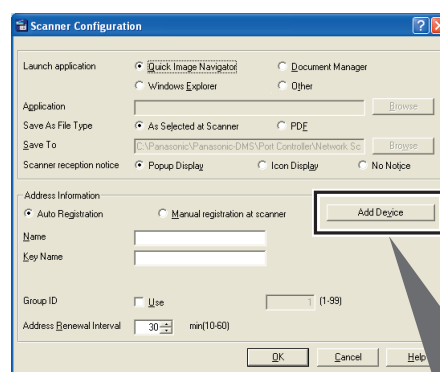 Scanner Configuration
Launch application Quick Image Navigator Document Manager
Windows Explorer Other
Application Browse
Save As File Type As Selected at Scanner PDF
Save To C:\Panasonic\Panasonic-DMS\Port Controller\Network Sc Browse
Scanner reception notice Popup Display Icon Display No Notice
Address Information
Auto Registration Manual registration at scanner Add Device
Name
Key Name
Group ID Use 1 (1-99)
Address Renewal Interval 30 min(10-60)
OK Cancel Help